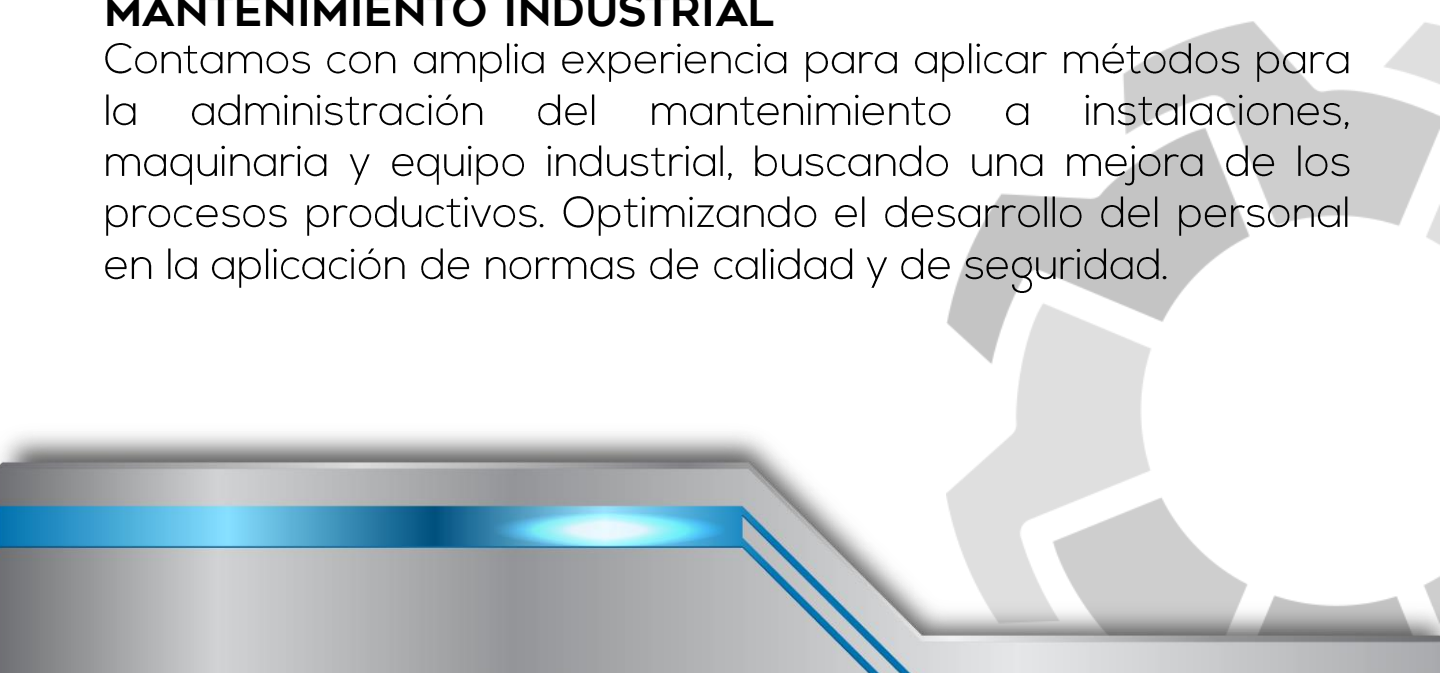 MANTENIMIENTO INDUSTRIAL
Contamos con amplia experiencia para aplicar métodos para
la administración del mantenimiento a instalaciones,
maquinaria y equipo industrial, buscando una mejora de los
procesos productivos. Optimizando el desarrollo del personal
en la aplicación de normas de calidad y de seguridad.